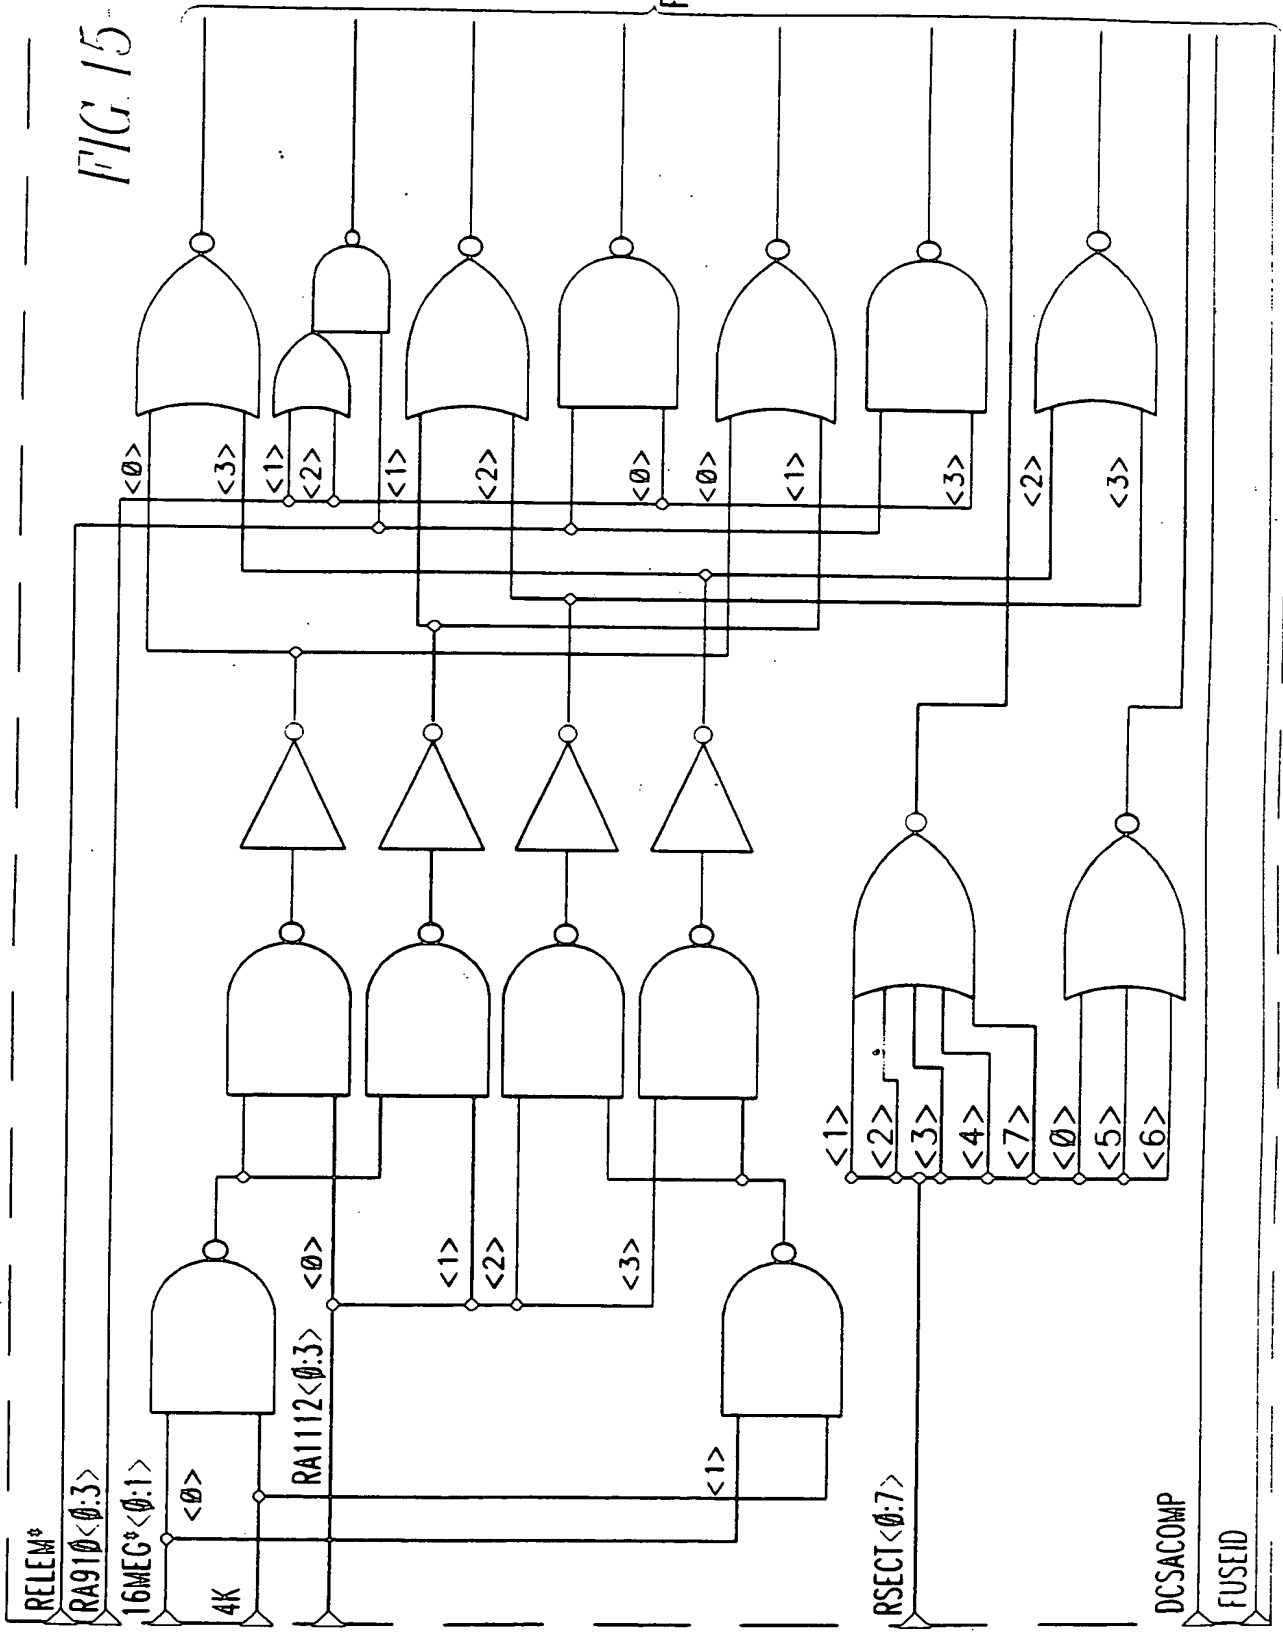 FIG. 15
F
<0>
<3>
<1>
<2>
<1>
<2>
<0>
<0>
<1>
<3>
<2>
<3>
<0>
<1>
<2>
<3>
<1>
<2>
<3>
<4>
<7>
<0>
<5>
<6>
RELEM*
RA910<0:3>
16MEG*<0:1>
<0>
4K
RA1112<0:3>
<1>
RSECT<0:7>
DCSACOMP
FUSEID